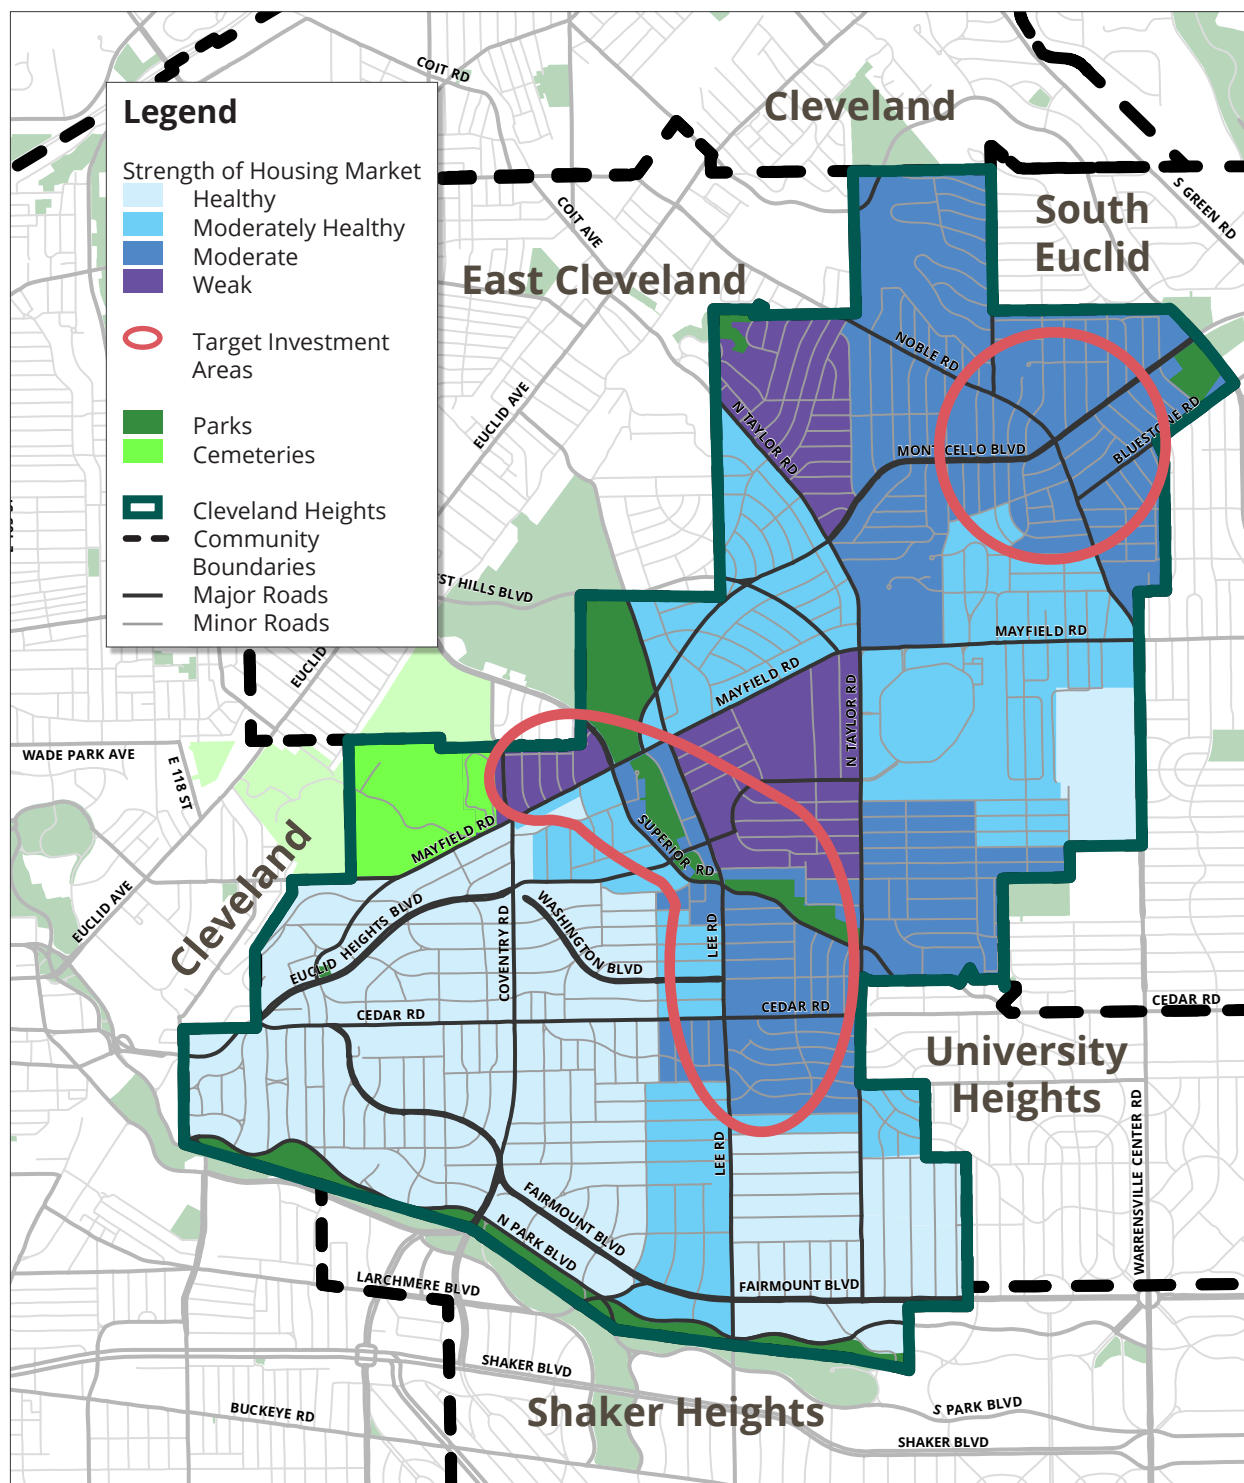 COIT RD
Cleveland
Legend
Strength of Housing Market
Healthy
Moderately Healthy
Moderate
Weak
Target Investment
Areas
Parks
Cemeteries
Cleveland Heights
Community
Boundaries
Major Roads
Minor Roads
S GREEN RD
South
Euclid
COIT AVE
East Cleveland
NOBLE RD
EUCLID AVE
N TAYLOR RD
MONTICELLO BLVD
BLUESTONE RD
ST HILLS BLVD
MAYFIELD RD
EUCLID
MAYFIELD RD
N TAYLOR RD
WADE PARK AVE
E 118 ST
MAYFIELD RD
SUPERIOR RD
Cleveland
EUCLID AVE
EUCLID HEIGHTS BLVD
WASHINGTON BLVD
COVENTRY RD
LEE RD
CEDAR RD
CEDAR RD
CEDAR RD
University
Heights
WARRENSVILLE CENTER RD
LEE RD
FAIRMOUNT BLVD
N PARK BLVD
LARCHMERE BLVD
FAIRMOUNT BLVD
SHAKER BLVD
Shaker Heights
BUCKEYE RD
S PARK BLVD
SHAKER BLVD